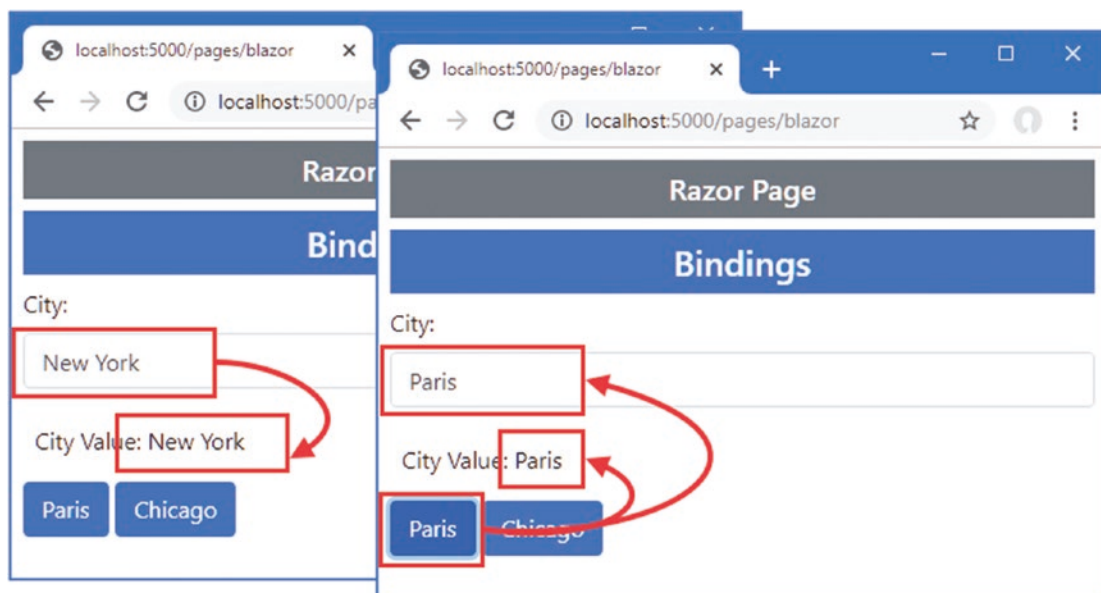 localhost:5000/pages/blazor
localhost:5000/pa
Razor
Bind
City:
New York
City Value: New York
Paris Chicago
localhost:5000/pages/blazor
localhost:5000/pages/blazor
Razor Page
Bindings
City:
Paris
City Value: Paris
Paris Chicago